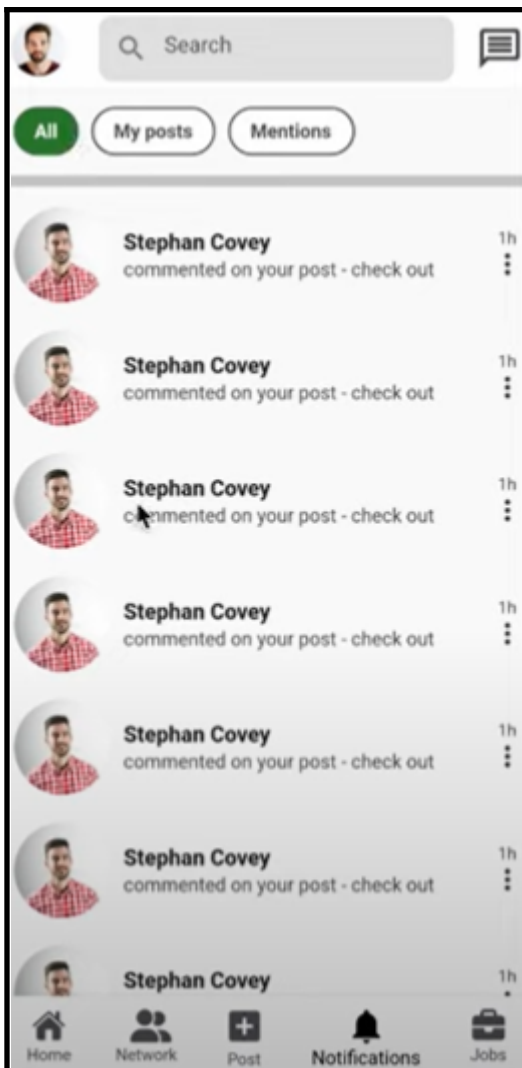 Search
All
My posts
Mentions
Stephan Covey
1h
commented on your post - check out
Stephan Covey
1h
commented on your post - check out
Stephan Covey
1h
commented on your post - check out
Stephan Covey
1h
commented on your post - check out
Stephan Covey
1h
commented on your post - check out
Stephan Covey
1h
commented on your post - check out
Stephan Covey
1h
Home
Network
Post
Notifications
Jobs